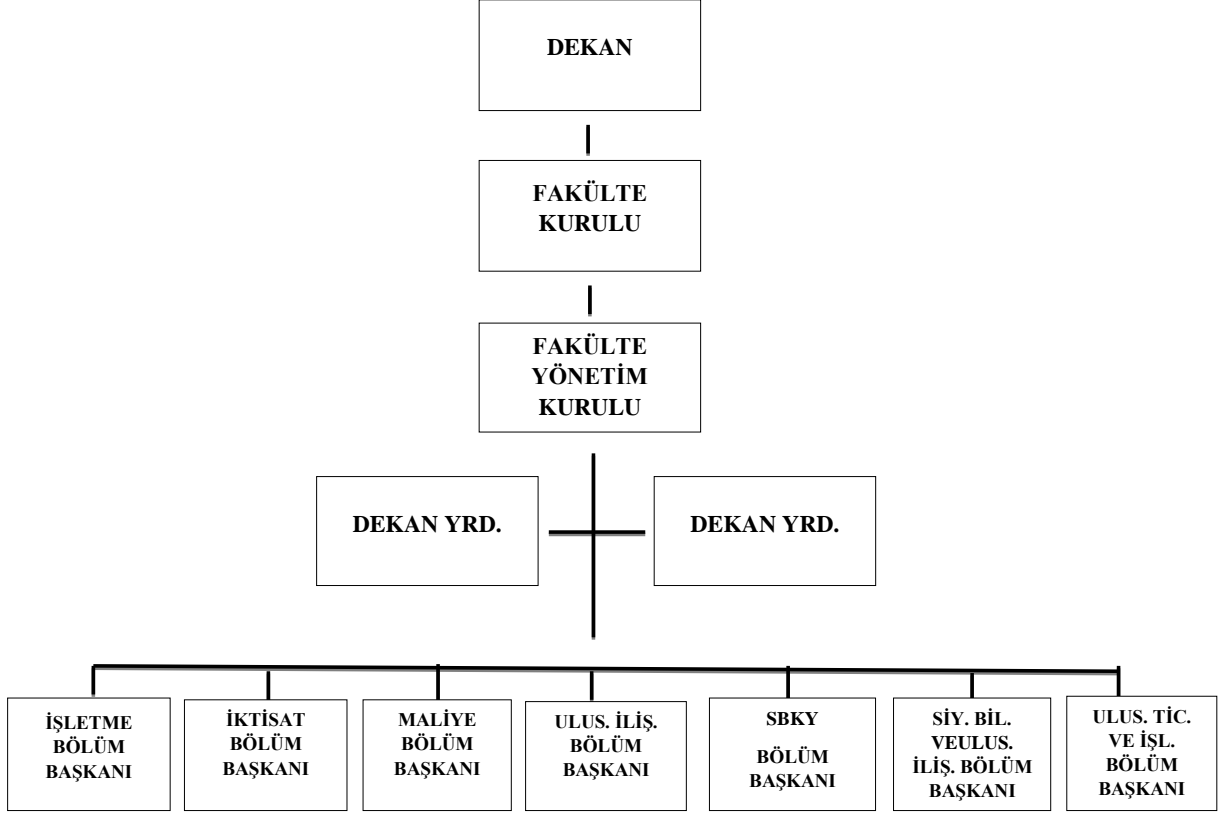 DEKAN
FAKÜLTE
KURULU
FAKÜLTE
YÖNETİM
KURULU
DEKAN YRD.
DEKAN YRD.
İŞLETME
BÖLÜM
BAŞKANI
İKTİSAT
BÖLÜM
BAŞKANI
MALİYE
BÖLÜM
BAŞKANI
ULUS. İLİŞ.
BÖLÜM
BAŞKANI
SBKY
BÖLÜM
BAŞKANI
SİY. BİL.
VEULUS.
İLİŞ. BÖLÜM
BAŞKANI
ULUS. TİC.
VE İŞL.
BÖLÜM
BAŞKANI